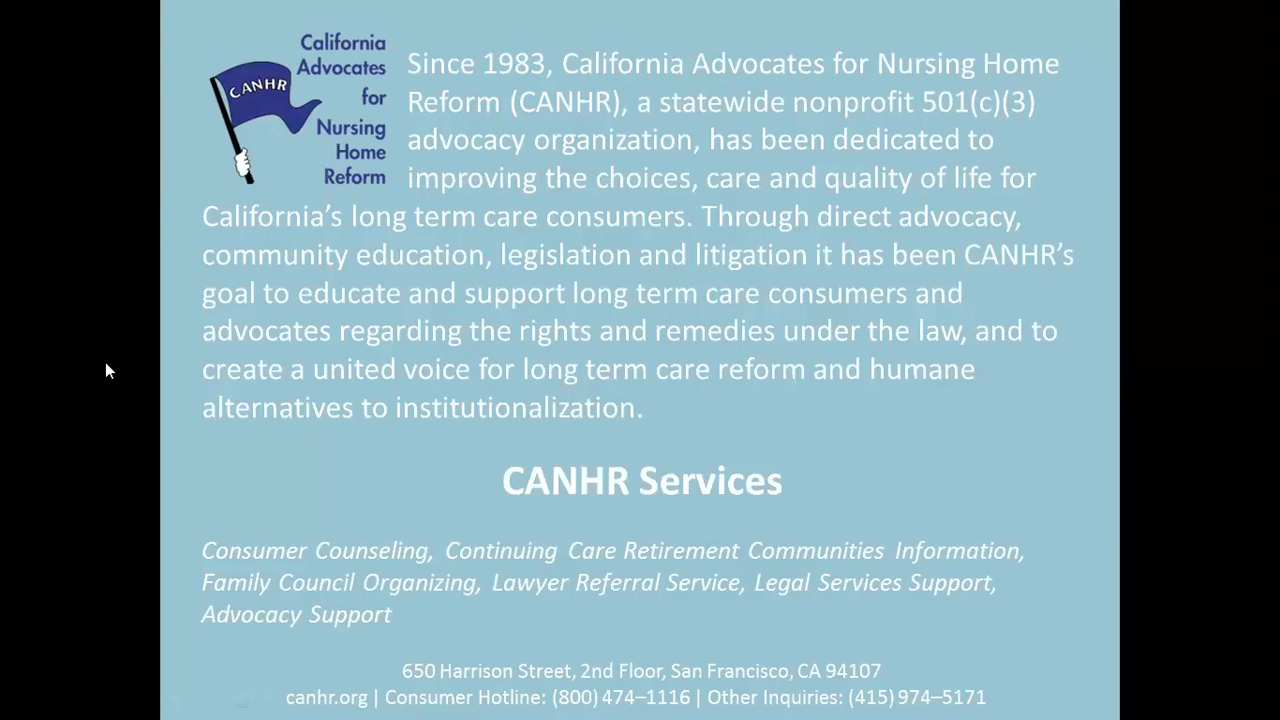 California
Advocates
for
Nursing
Home
Reform
CANHR
Since 1983, California Advocates for Nursing Home
Reform (CANHR), a statewide nonprofit 501(c)(3)
advocacy organization, has been dedicated to
improving the choices, care and quality of life for
California’s long term care consumers. Through direct advocacy,
community education, legislation and litigation it has been CANHR’s
goal to educate and support long term care consumers and
advocates regarding the rights and remedies under the law, and to
create a united voice for long term care reform and humane
alternatives to institutionalization.
CANHR Services
Consumer Counseling, Continuing Care Retirement Communities Information,
Family Council Organizing, Lawyer Referral Service, Legal Services Support,
Advocacy Support
650 Harrison Street, 2nd Floor, San Francisco, CA 94107
canhr.org | Consumer Hotline: (800) 474–1116 | Other Inquiries: (415) 974–5171